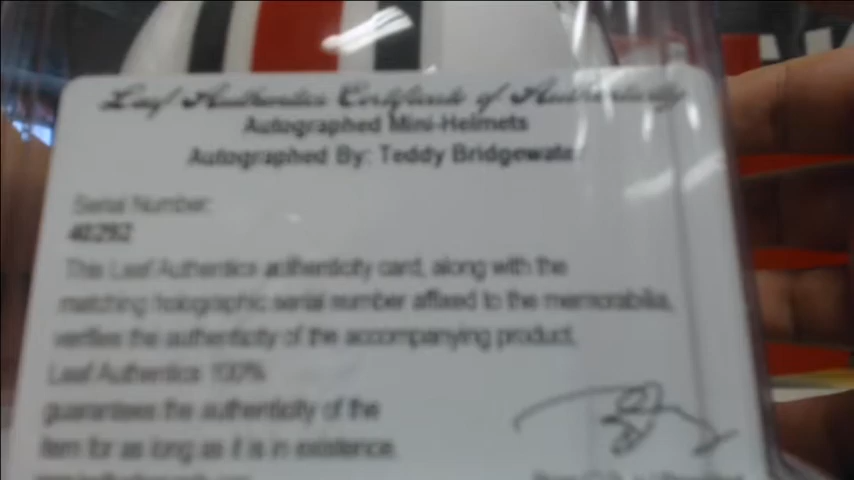 Leaf Authentics Certificate of Authenticity
Autographed Mini-Helmets
Autographed By: Teddy Bridgewater
Serial Number:
40292
This Leaf Authentics authenticity card, along with the
matching holographic serial number affixed to the memorabilia,
verifies the authenticity of the accompanying product.
Leaf Authentics 100%
guarantees the authenticity of the
item for as long as it is in existence.